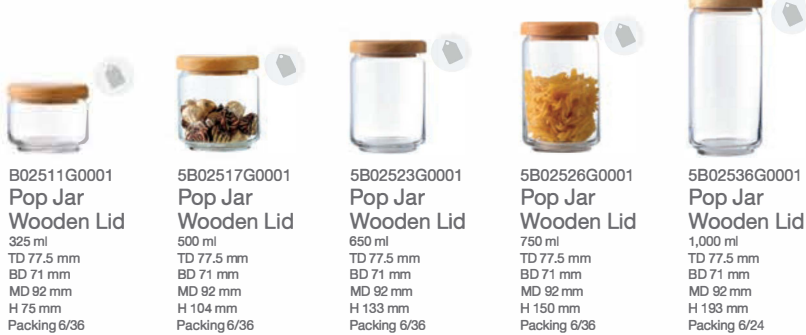 B02511G0001
Pop Jar
Wooden Lid
325 ml
TD 77.5 mm
BD 71 mm
MD 92 mm
H 75 mm
Packing 6/36
5B02517G0001
Pop Jar
Wooden Lid
500 ml
TD 77.5 mm
BD 71 mm
MD 92 mm
H 104 mm
Packing 6/36
5B02523G0001
Pop Jar
Wooden Lid
650 ml
TD 77.5 mm
BD 71 mm
MD 92 mm
H 133 mm
Packing 6/36
5B02526G0001
Pop Jar
Wooden Lid
750 ml
TD 77.5 mm
BD 71 mm
MD 92 mm
H 150 mm
Packing 6/36
5B02536G0001
Pop Jar
Wooden Lid
1,000 ml
TD 77.5 mm
BD 71 mm
MD 92 mm
H 193 mm
Packing 6/24